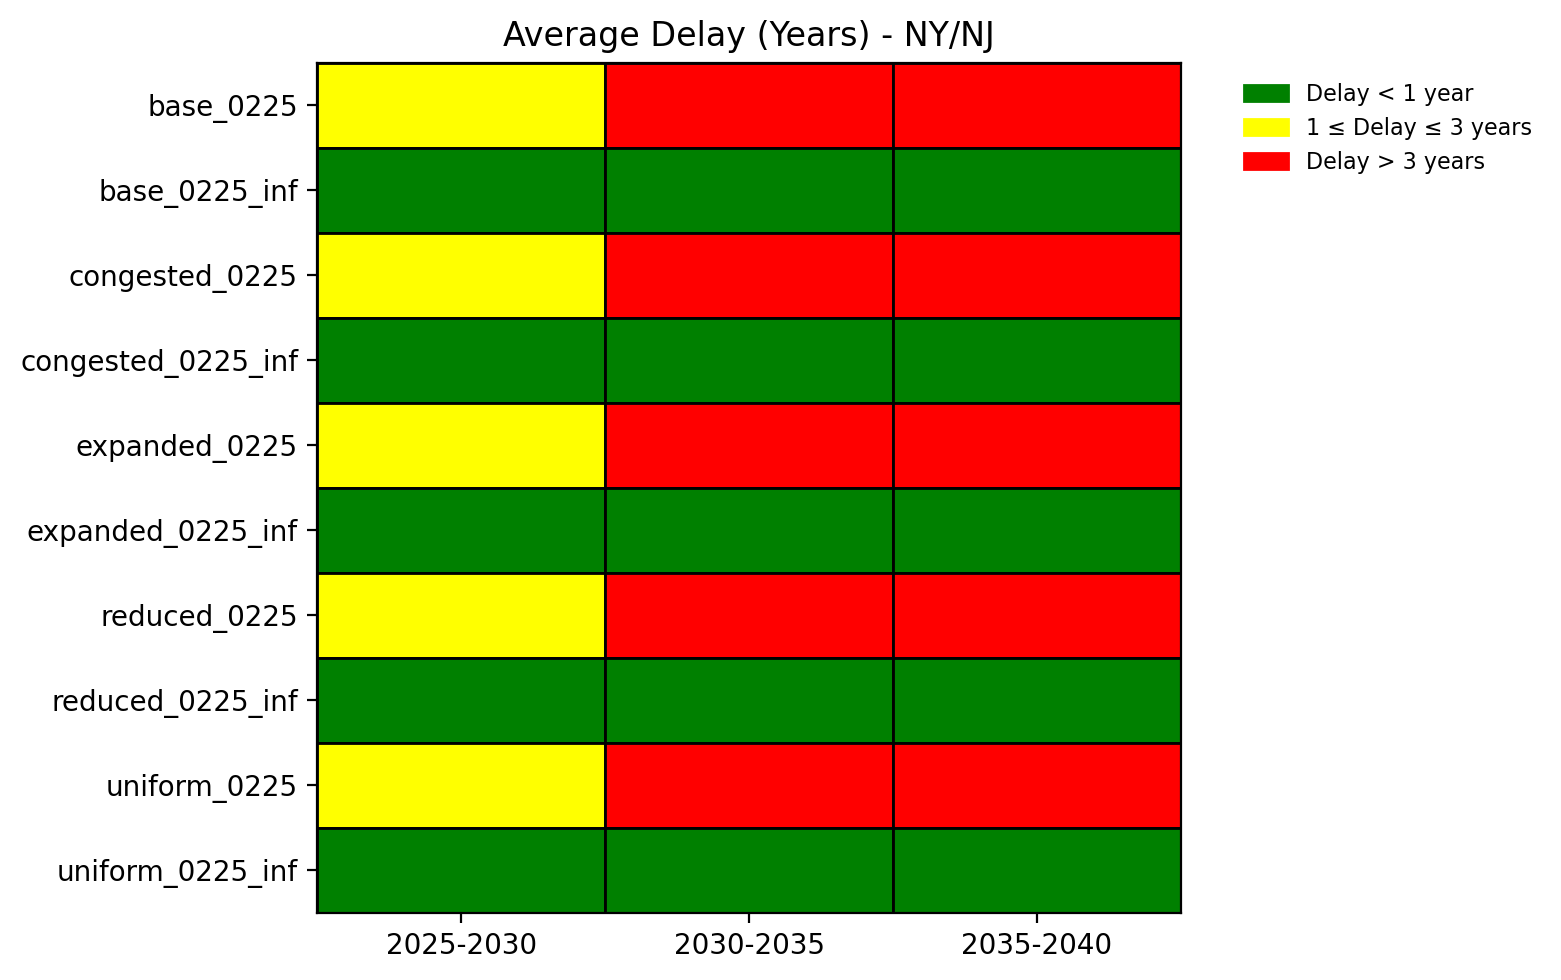 Average Delay (Years) - NY/NJ
base_0225
base_0225_inf
congested_0225
congested_0225_inf
expanded_0225
expanded_0225_inf
reduced_0225
reduced_0225_inf
uniform_0225
uniform_0225_inf
2025-2030
2030-2035
2035-2040
Delay < 1 year
1 ≤ Delay ≤ 3 years
Delay > 3 years